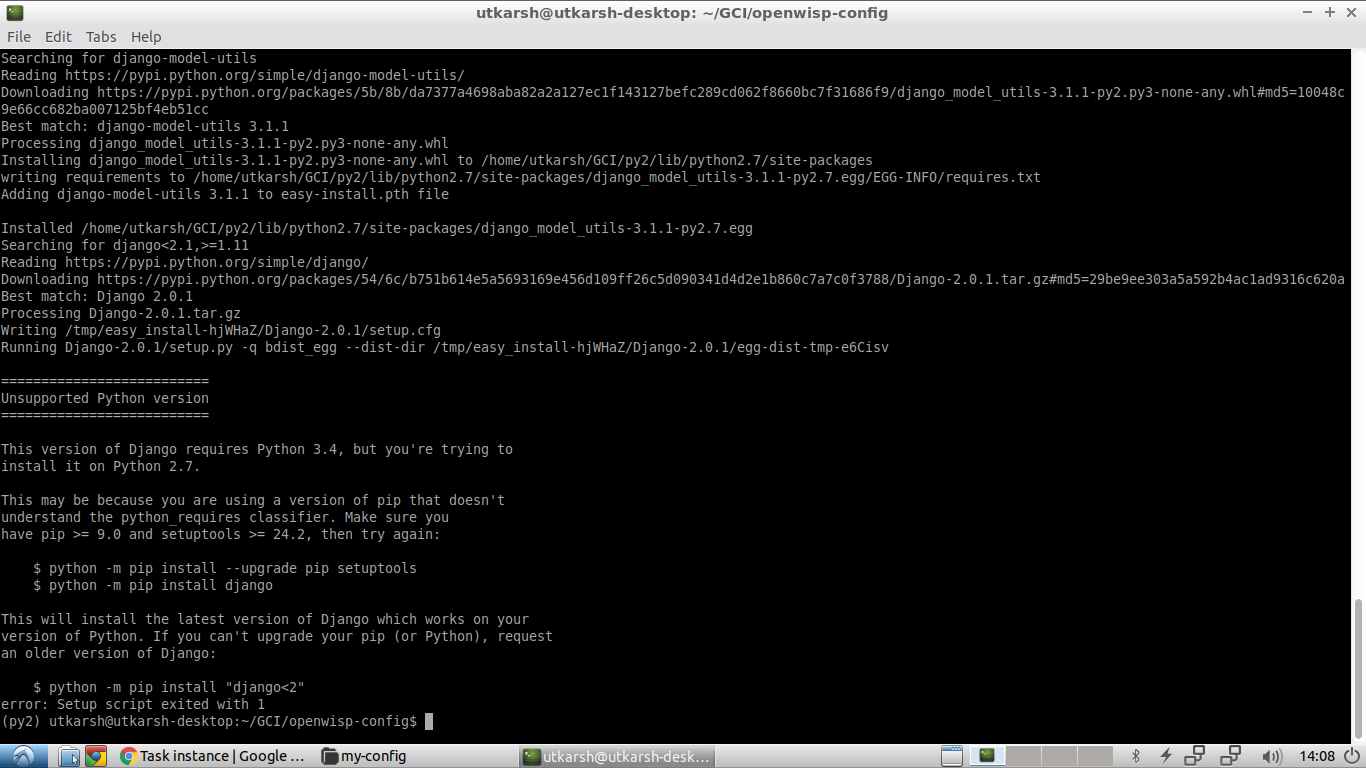 utkarsh@utkarsh-desktop: ~/GCI/openwisp-config
File Edit Tabs Help
Searching for django-model-utils
Reading https://pypi.python.org/simple/django-model-utils/
Downloading https://pypi.python.org/packages/5b/8b/da7377a4698aba82a2a127ec1f143127befc289cd062f8660bc7f31686f9/django_model_utils-3.1.1-py2.py3-none-any.whl#md5=10048c
9e66cc682ba007125bf4eb51cc
Best match: django-model-utils 3.1.1
Processing django_model_utils-3.1.1-py2.py3-none-any.whl
Installing django_model_utils-3.1.1-py2.py3-none-any.whl to /home/utkarsh/GCI/py2/lib/python2.7/site-packages
writing requirements to /home/utkarsh/GCI/py2/lib/python2.7/site-packages/django_model_utils-3.1.1-py2.7.egg/EGG-INFO/requires.txt
Adding django-model-utils 3.1.1 to easy-install.pth file
Installed /home/utkarsh/GCI/py2/lib/python2.7/site-packages/django_model_utils-3.1.1-py2.7.egg
Searching for django<2.1,>=1.11
Reading https://pypi.python.org/simple/django/
Downloading https://pypi.python.org/packages/54/6c/b751b614e5a5693169e456d109ff26c5d090341d4d2e1b860c7a7c0f3788/Django-2.0.1.tar.gz#md5=29be9ee303a5a592b4ac1ad9316c620a
Best match: Django 2.0.1
Processing Django-2.0.1.tar.gz
Writing /tmp/easy_install-hjWHaZ/Django-2.0.1/setup.cfg
Running Django-2.0.1/setup.py -q bdist_egg --dist-dir /tmp/easy_install-hjWHaZ/Django-2.0.1/egg-dist-tmp-e6Cisv
==========================
Unsupported Python version
==========================
This version of Django requires Python 3.4, but you're trying to
install it on Python 2.7.
This may be because you are using a version of pip that doesn't
understand the python_requires classifier. Make sure you
have pip >= 9.0 and setuptools >= 24.2, then try again:
$ python -m pip install --upgrade pip setuptools
$ python -m pip install django
This will install the latest version of Django which works on your
version of Python. If you can't upgrade your pip (or Python), request
an older version of Django:
$ python -m pip install "django<2"
error: Setup script exited with 1
(py2) utkarsh@utkarsh-desktop:~/GCI/openwisp-config$
Task instance | Google ... my-config utkarsh@utkarsh-desk... 14:08